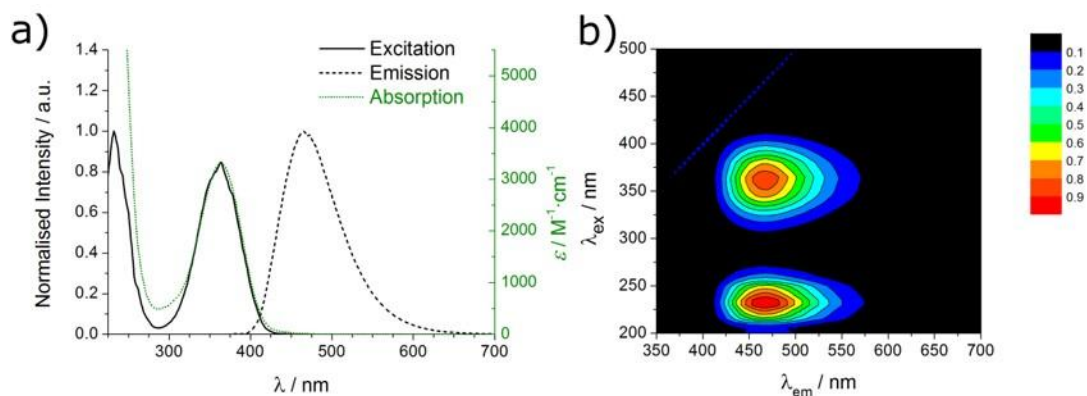 a)
Normalised Intensity / a.u.
1.4
1.2
1.0
0.8
0.6
0.4
0.2
0.0
Excitation
Emission
Absorption
5000
4000
3000
2000
1000
0
ε / M⁻¹·cm⁻¹
300 400 500 600 700
λ / nm
b)
λex / nm
500
450
400
350
300
250
200
350 400 450 500 550 600 650 700
λem / nm
0.1
0.2
0.3
0.4
0.5
0.6
0.7
0.8
0.9